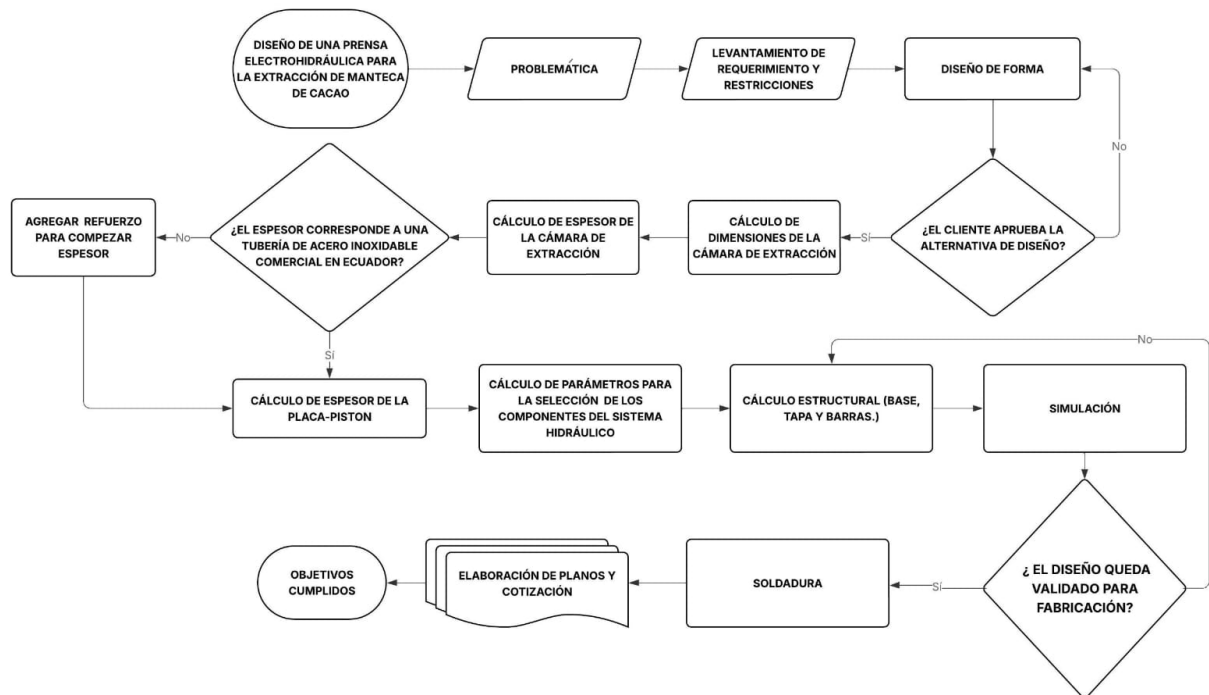 DISEÑO DE UNA PRENSA
ELECTROHIDRÁULICA PARA
LA EXTRACCIÓN DE MANTECA
DE CACAO
PROBLEMÁTICA
LEVANTAMIENTO DE
REQUERIMIENTO Y
RESTRICCIONES
DISEÑO DE FORMA
No
¿EL CLIENTE APRUEBA LA
ALTERNATIVA DE DISEÑO?
Sí
CÁLCULO DE
DIMENSIONES DE LA
CÁMARA DE EXTRACCIÓN
CÁLCULO DE ESPESOR DE
LA CÁMARA DE
EXTRACCIÓN
¿EL ESPESOR CORRESPONDE A UNA
TUBERÍA DE ACERO INOXIDABLE
COMERCIAL EN ECUADOR?
No
AGREGAR REFUERZO
PARA COMPEZAR
ESPESOR
Sí
CÁLCULO DE ESPESOR DE LA
PLACA-PISTON
CÁLCULO DE PARÁMETROS PARA
LA SELECCIÓN DE LOS
COMPONENTES DEL SISTEMA
HIDRÁULICO
CÁLCULO ESTRUCTURAL (BASE,
TAPA Y BARRAS.)
SIMULACIÓN
No
¿ EL DISEÑO QUEDA
VALIDADO PARA
FABRICACIÓN?
Sí
SOLDADURA
ELABORACIÓN DE PLANOS Y
COTIZACIÓN
OBJETIVOS
CUMPLIDOS